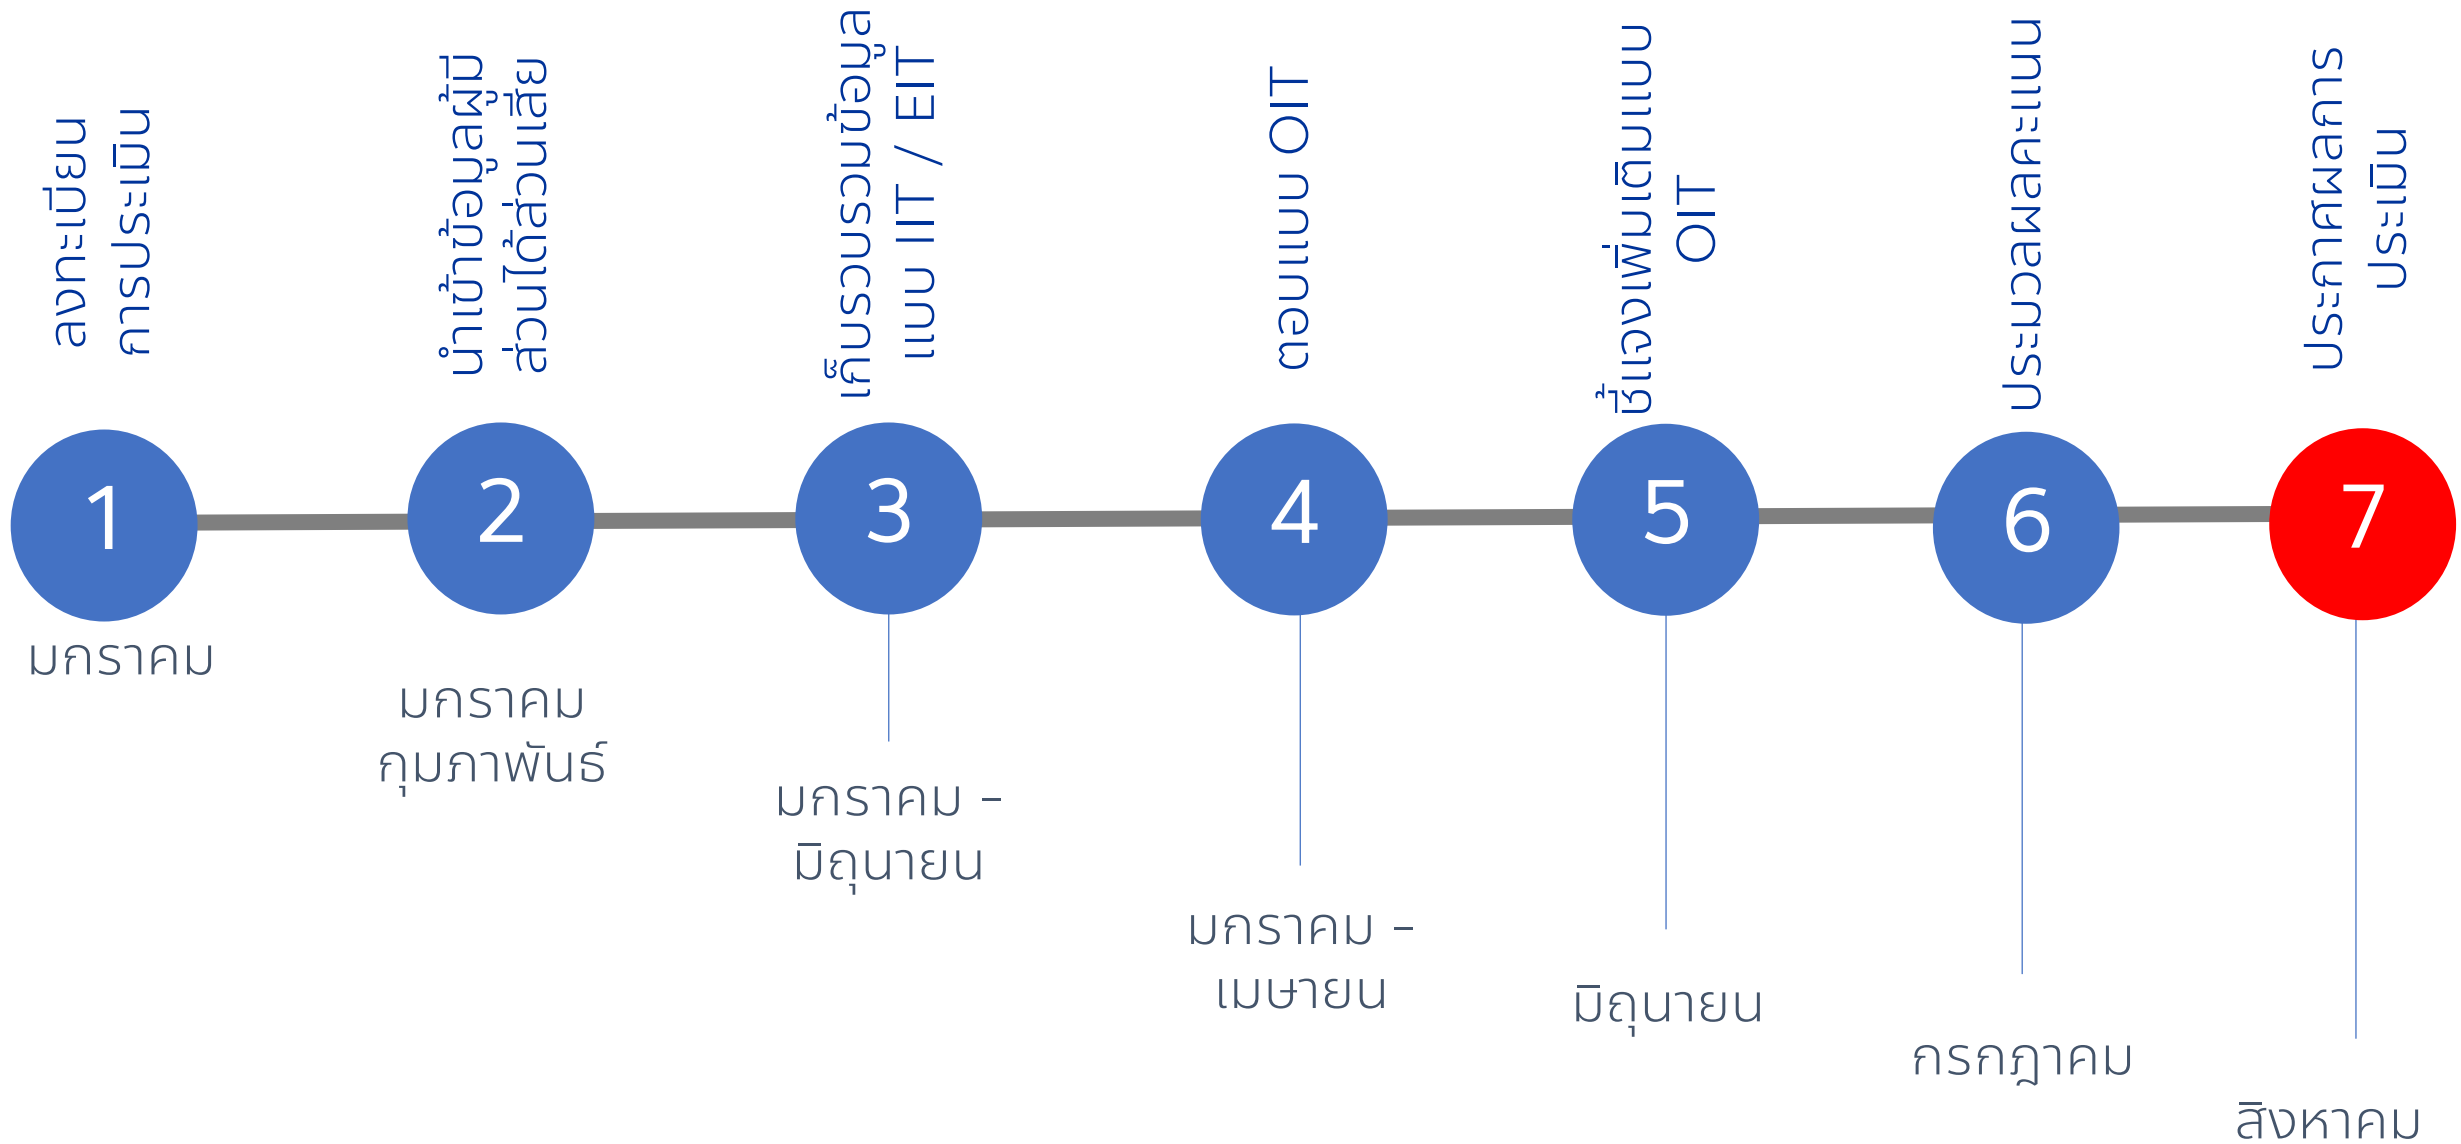 ลงทะเบียน
การประเมิน
1
มกราคม
นำเข้าข้อมูลผู้มี
ส่วนได้ส่วนเสีย
2
มกราคม
กุมภาพันธ์
เก็บรวบรวมข้อมูล
แบบ IIT / EIT
3
มกราคม -
มิถุนายน
ตอบแบบ OIT
4
มกราคม -
เมษายน
ชี้แจงเพิ่มเติมแบบ
OIT
5
มิถุนายน
ประมวลผลคะแนน
6
กรกฎาคม
ประกาศผลการ
ประเมิน
7
สิงหาคม